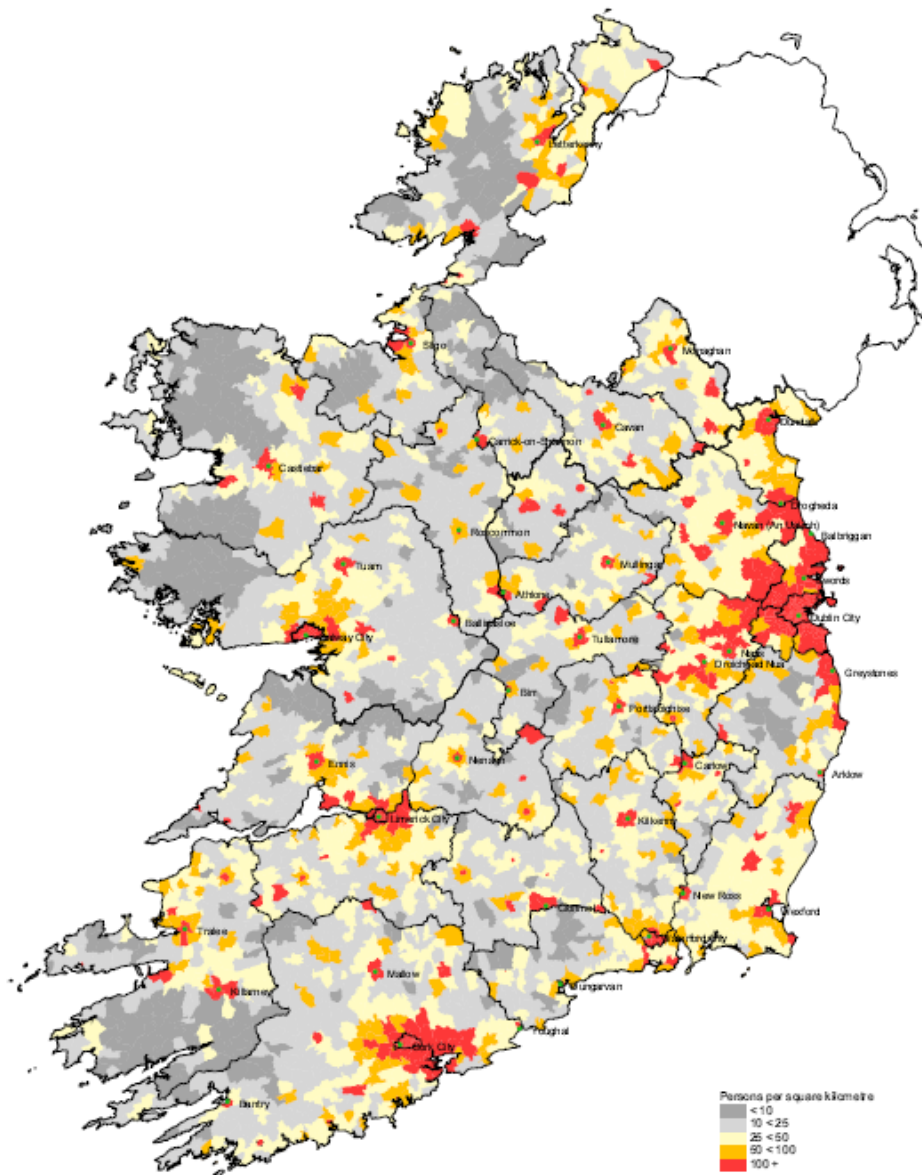 Letterkenny
Sligo
Monaghan
Cavan
Dundalk
Carrick-on-Shannon
Castlebar
Drogheda
Navan (An Uaimh)
Balbriggan
Roscommon
Tuam
Mullingar
Swords
Athlone
Dublin City
Ballinasloe
Galway City
Tullamore
Naas
Droichead Nua
Greystones
Birr
Portlaoighise
Ennis
Nenagh
Carlow
Arklow
Limerick City
Kilkenny
New Ross
Clonmel
Wexford
Tralee
Waterford City
Mallow
Killarney
Dungarvan
Youghal
Cork City
Bantry
Persons per square kilometre
< 10
10 < 25
25 < 50
50 < 100
100 +